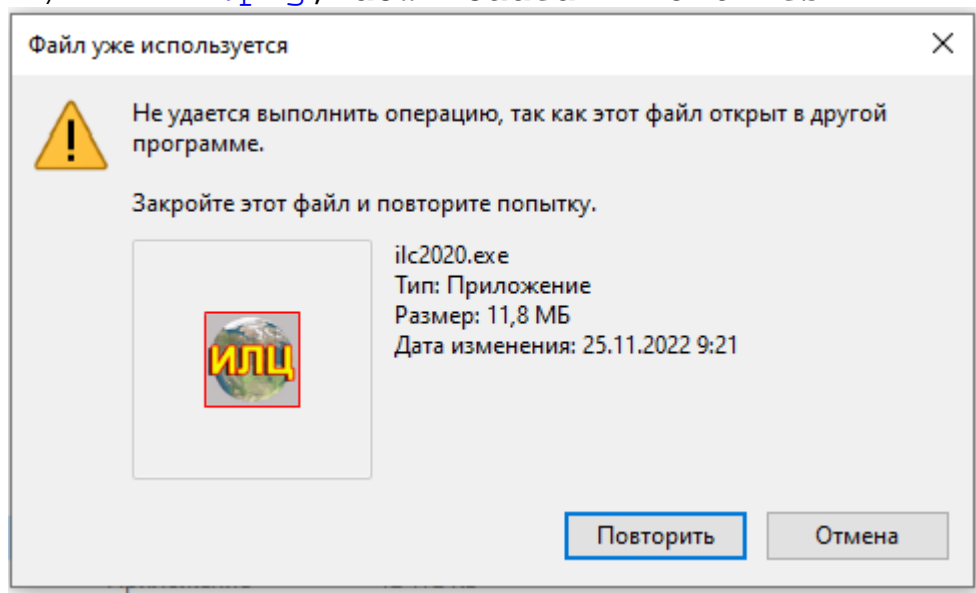 Файл уже используется
Не удается выполнить операцию, так как этот файл открыт в другой
программе.
Закройте этот файл и повторите попытку.
ilc2020.exe
Тип: Приложение
Размер: 11,8 МБ
Дата изменения: 25.11.2022 9:21
ИЛЦ
Повторить
Отмена